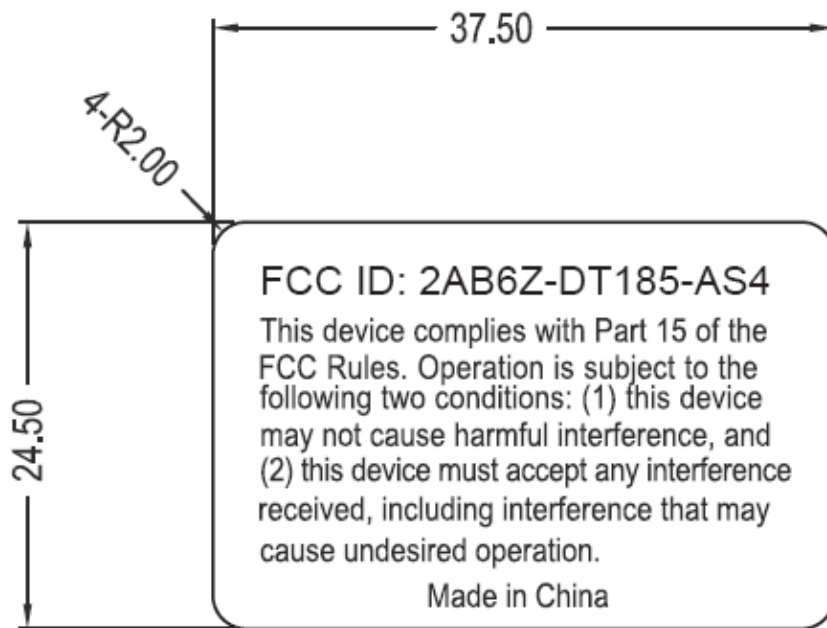 37.50
4-R2.00
24.50
FCC ID: 2AB6Z-DT185-AS4
This device complies with Part 15 of the
FCC Rules. Operation is subject to the
following two conditions: (1) this device
may not cause harmful interference, and
(2) this device must accept any interference
received, including interference that may
cause undesired operation.
Made in China